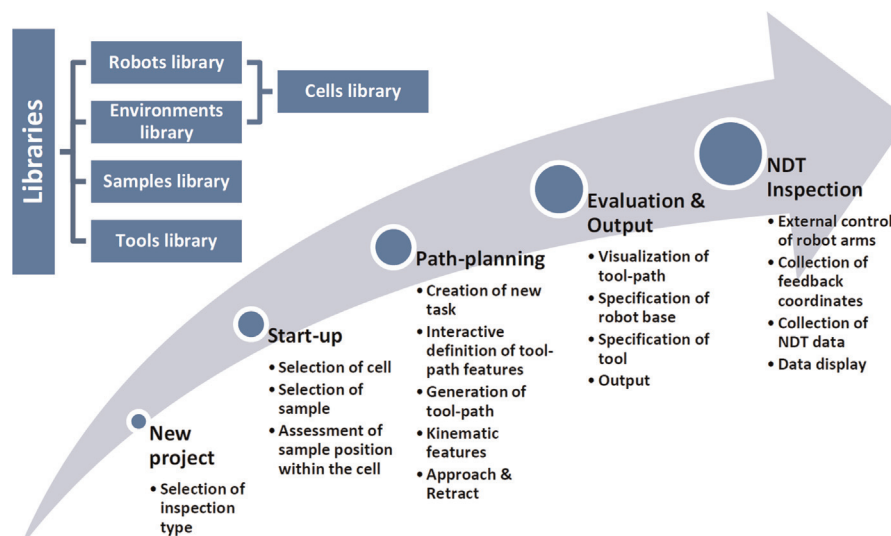 Libraries
Robots library
Environments
library
Samples library
Tools library
Cells library
New
project
• Selection of
inspection
type
Start-up
• Selection of cell
• Selection of
sample
• Assessment of
sample position
within the cell
Path-planning
• Creation of new
task
• Interactive
definition of tool-
path features
• Generation of
tool-path
• Kinematic
features
• Approach &
Retract
Evaluation &
Output
• Visualization of
tool-path
• Specification of
robot base
• Specification of
tool
• Output
NDT
Inspection
• External control
of robot arms
• Collection of
feedback
coordinates
• Collection of
NDT data
• Data display